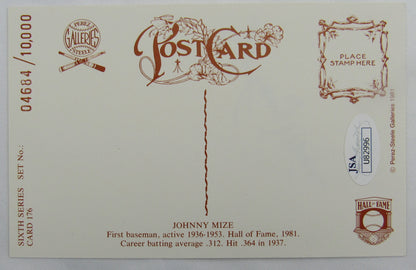 04684/10,000
PEREZ
GALLERIES
STEELE
POSTCARD
PLACE
STAMP HERE
© Perez-Steele Galleries 1981
JSA
U82996
SIXTH SERIES SET No.:
CARD 176
JOHNNY MIZE
First baseman, active 1936-1953. Hall of Fame, 1981.
Career batting average .312. Hit .364 in 1937.
HALL of FAME